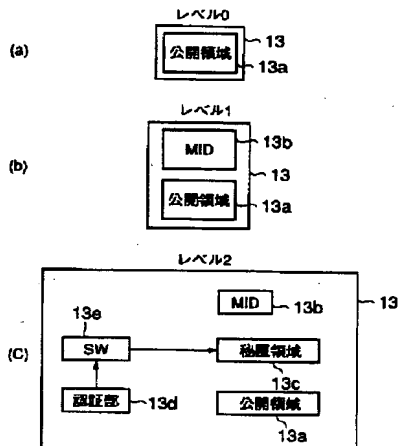 レベル0
(a)
公開領域
13
13a
レベル1
(b)
MID
13b
13
公開領域
13a
レベル2
(C)
MID
13b
13
13e
SW
秘匿領域
13c
認証部
13d
公開領域
13a